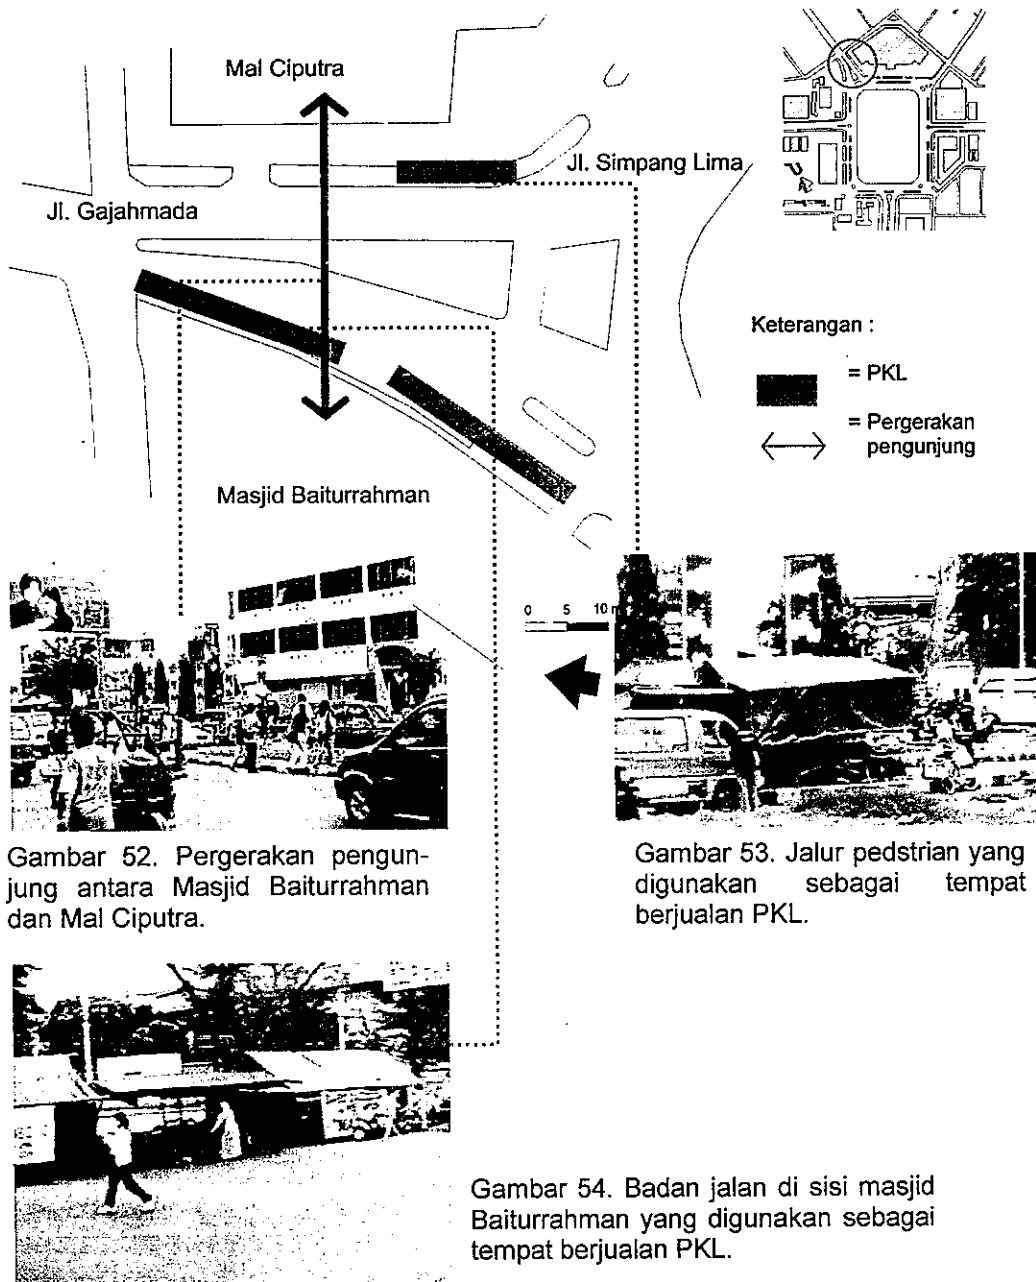 Mal Ciputra
Jl. Simpang Lima
Jl. Gajahmada
Keterangan :
= PKL
= Pergerakan
pengunjung
Masjid Baiturrahman
0 5 10 m
Gambar 52. Pergerakan pengun-
jung antara Masjid Baiturrahman
dan Mal Ciputra.
Gambar 53. Jalur pedstrian yang
digunakan sebagai tempat
berjualan PKL.
Gambar 54. Badan jalan di sisi masjid
Baiturrahman yang digunakan sebagai
tempat berjualan PKL.